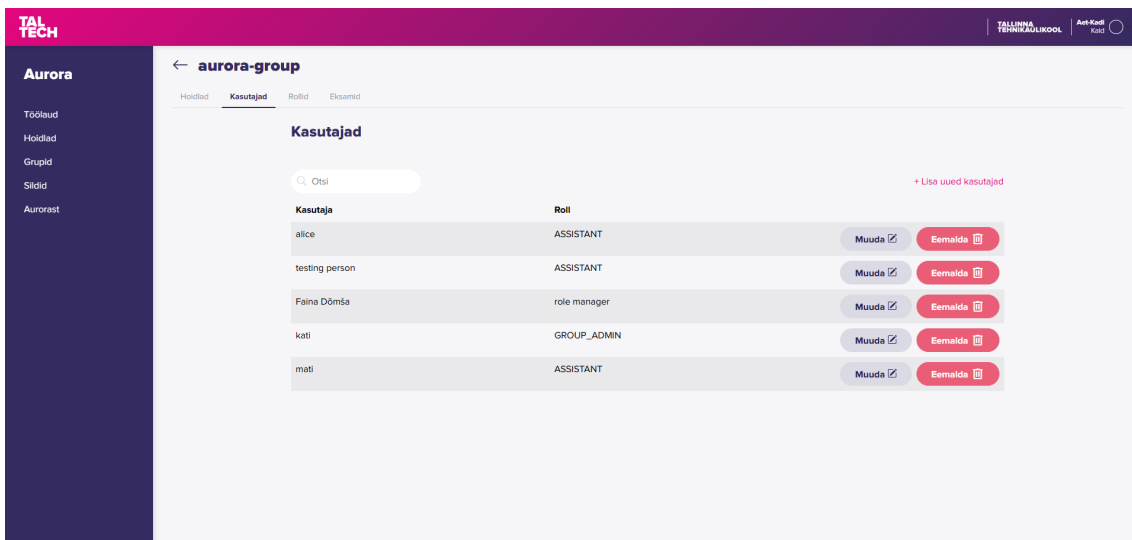 TAL
TECH
TALLINNA
TEHNIKAÜLIKOOL
Aet-Kadi
Kald
Aurora
Töölaud
Hoidlad
Grupid
Sildid
Aurorast
← aurora-group
Hoidlad Kasutajad Rollid Eksamid
Kasutajad
Otsi
+ Lisa uued kasutajad
Kasutaja Roll
alice ASSISTANT Muuda Eemalda
testing person ASSISTANT Muuda Eemalda
Faina Dõmša role manager Muuda Eemalda
kati GROUP_ADMIN Muuda Eemalda
mati ASSISTANT Muuda Eemalda